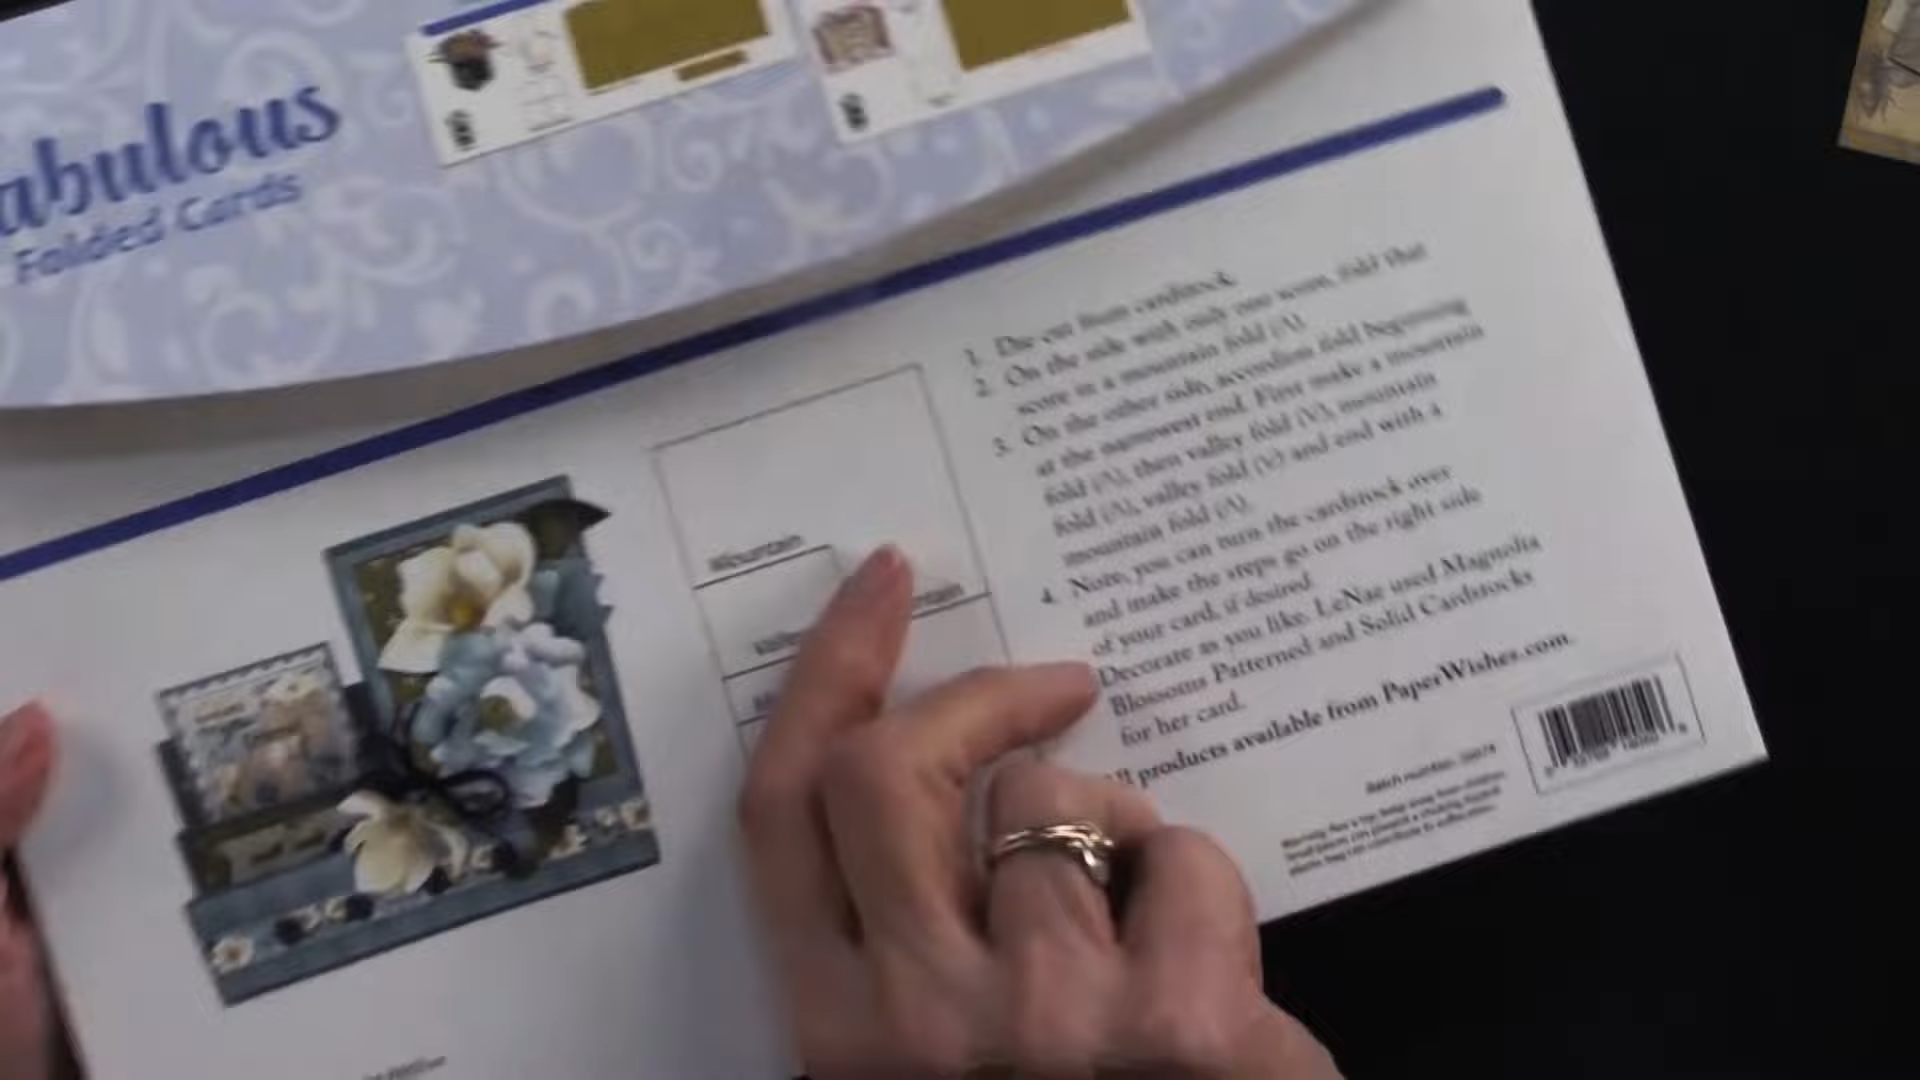 abulous
Folded Cards
Mountain
1. Die cut from cardstock.
2. On the side with only one score, fold that
score in a mountain fold (Λ).
3. On the other side, accordion fold beginning
at the narrowest end. First make a mountain
fold (Λ), then valley fold (V), mountain
fold (Λ), valley fold (V) and end with a
mountain fold (Λ).
Note, you can turn the cardstock over
and make the steps go on the right side
of your card, if desired.
4. Decorate as you like. LeNae used Magnolia
Blossoms Patterned and Solid Cardstocks
for her card.
products available from PaperWishes.com.